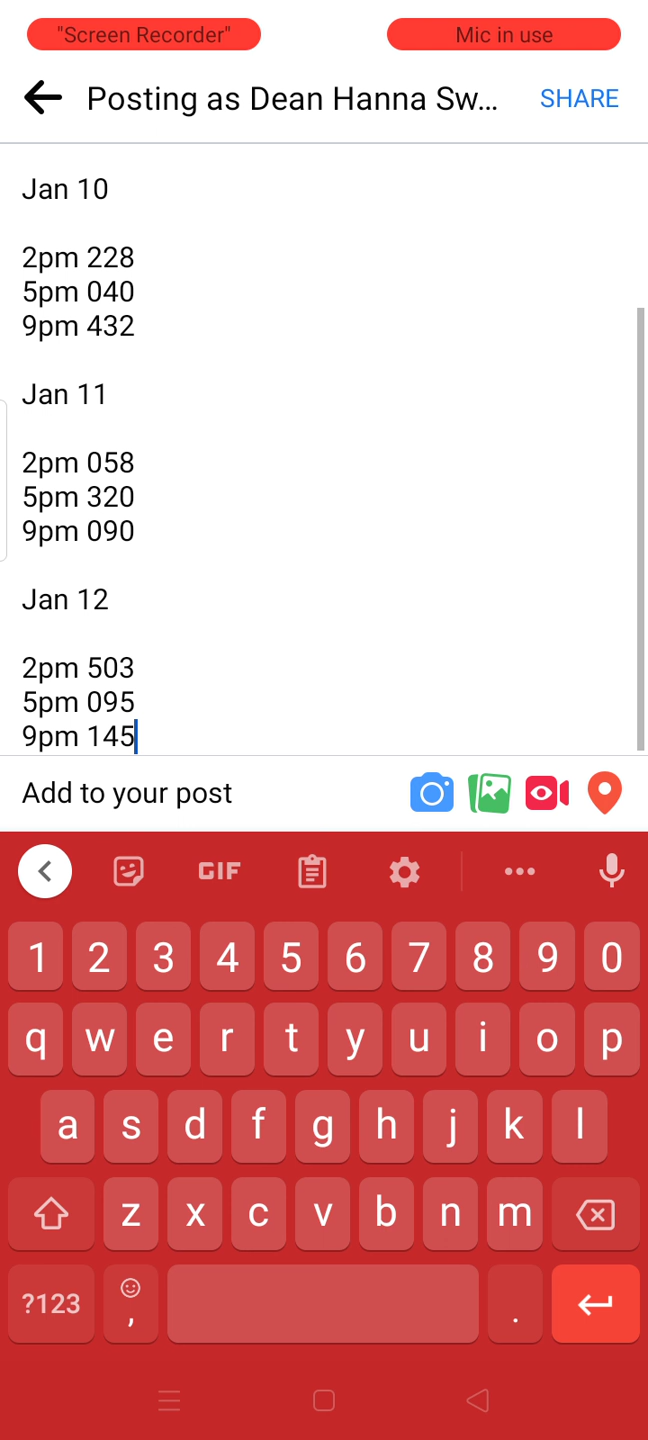 "Screen Recorder"
Mic in use
Posting as Dean Hanna Sw...
SHARE
Jan 10
2pm 228
5pm 040
9pm 432
Jan 11
2pm 058
5pm 320
9pm 090
Jan 12
2pm 503
5pm 095
9pm 145
Add to your post
GIF
1 2 3 4 5 6 7 8 9 0
q w e r t y u i o p
a s d f g h j k l
z x c v b n m
?123 , .